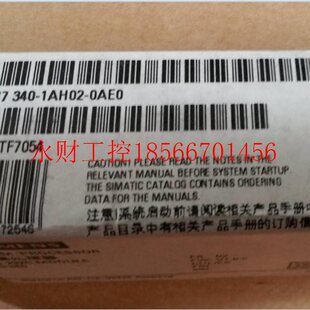 7 340-1AH02-0AE0
TF7054
永财工控18566701456
CAUTION! PLEASE READ THE NOTES IN THE
RELEVANT MANUAL BEFORE SYSTEM STARTUP.
THE SIMATIC CATALOG CONTAINS ORDERING
DATA FOR THE MANUALS.
注意!系统启动前请阅读相关产品手册中
产品目录中有相关产品手册的订购信
72546
PROCESSOR